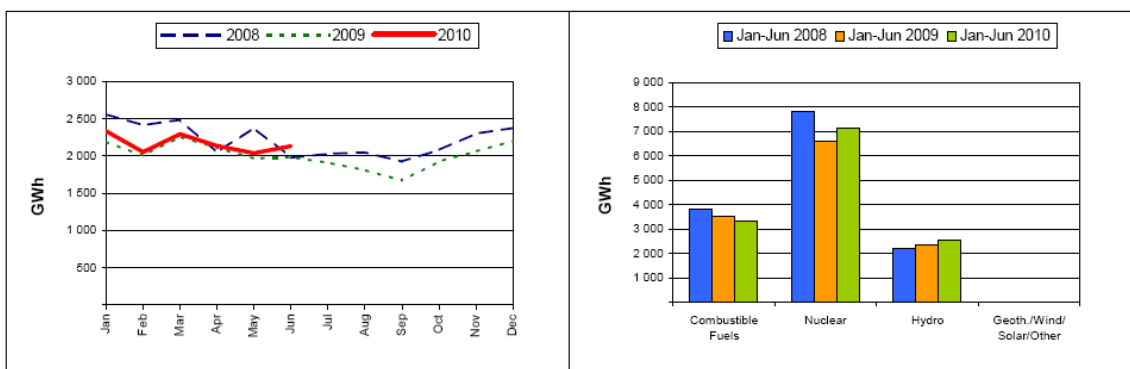 2008 2009 2010
3 000
2 500
2 000
1 500
1 000
500
GWh
Jan Feb Mar Apr May Jun Jul Aug Sep Oct Nov Dec
Jan-Jun 2008 Jan-Jun 2009 Jan-Jun 2010
9 000
8 000
7 000
6 000
5 000
4 000
3 000
2 000
1 000
GWh
Combustible Nuclear Hydro Geoth./Wind/
Fuels Solar/Other